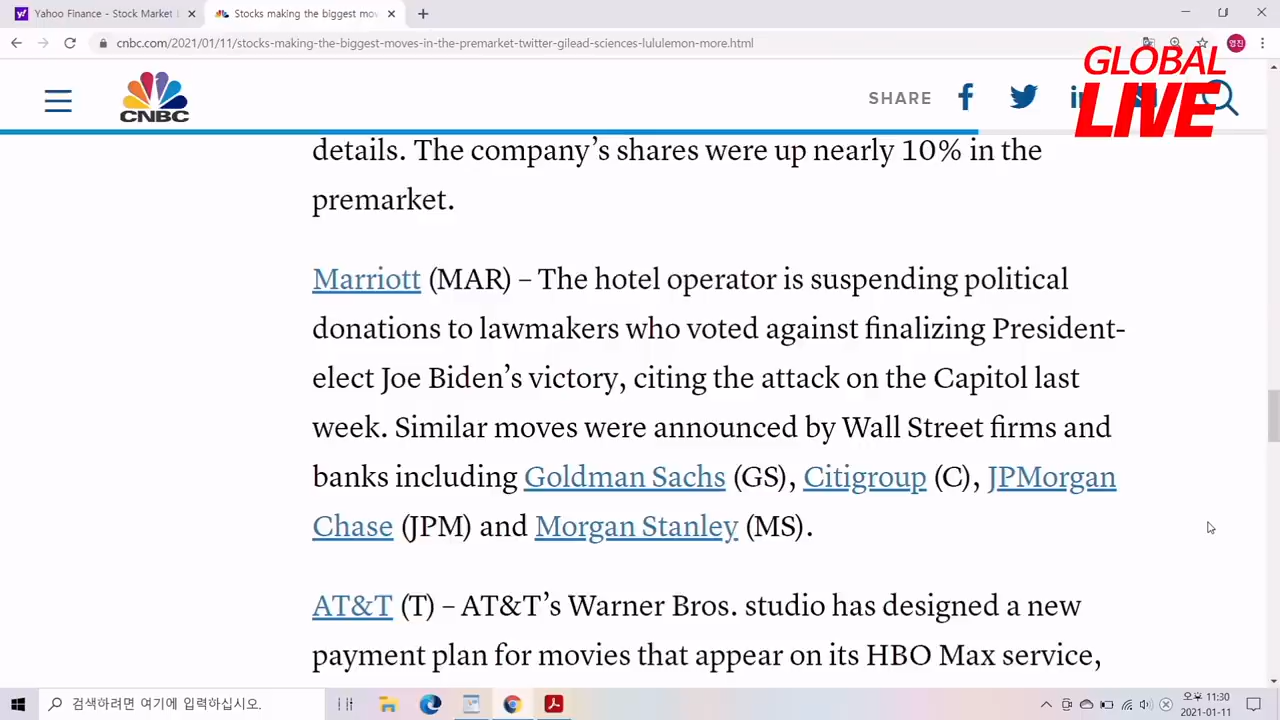 Yahoo Finance - Stock Market L
Stocks making the biggest mov
cnbc.com/2021/01/11/stocks-making-the-biggest-moves-in-the-premarket-twitter-gilead-sciences-lululemon-more.html
영진
GLOBAL
LIVE
CNBC
SHARE
details. The company’s shares were up nearly 10% in the
premarket.
Marriott (MAR) – The hotel operator is suspending political
donations to lawmakers who voted against finalizing President-
elect Joe Biden’s victory, citing the attack on the Capitol last
week. Similar moves were announced by Wall Street firms and
banks including Goldman Sachs (GS), Citigroup (C), JPMorgan
Chase (JPM) and Morgan Stanley (MS).
AT&T (T) – AT&T’s Warner Bros. studio has designed a new
payment plan for movies that appear on its HBO Max service,
검색하려면 여기에 입력하십시오.
오후 11:30
2021-01-11